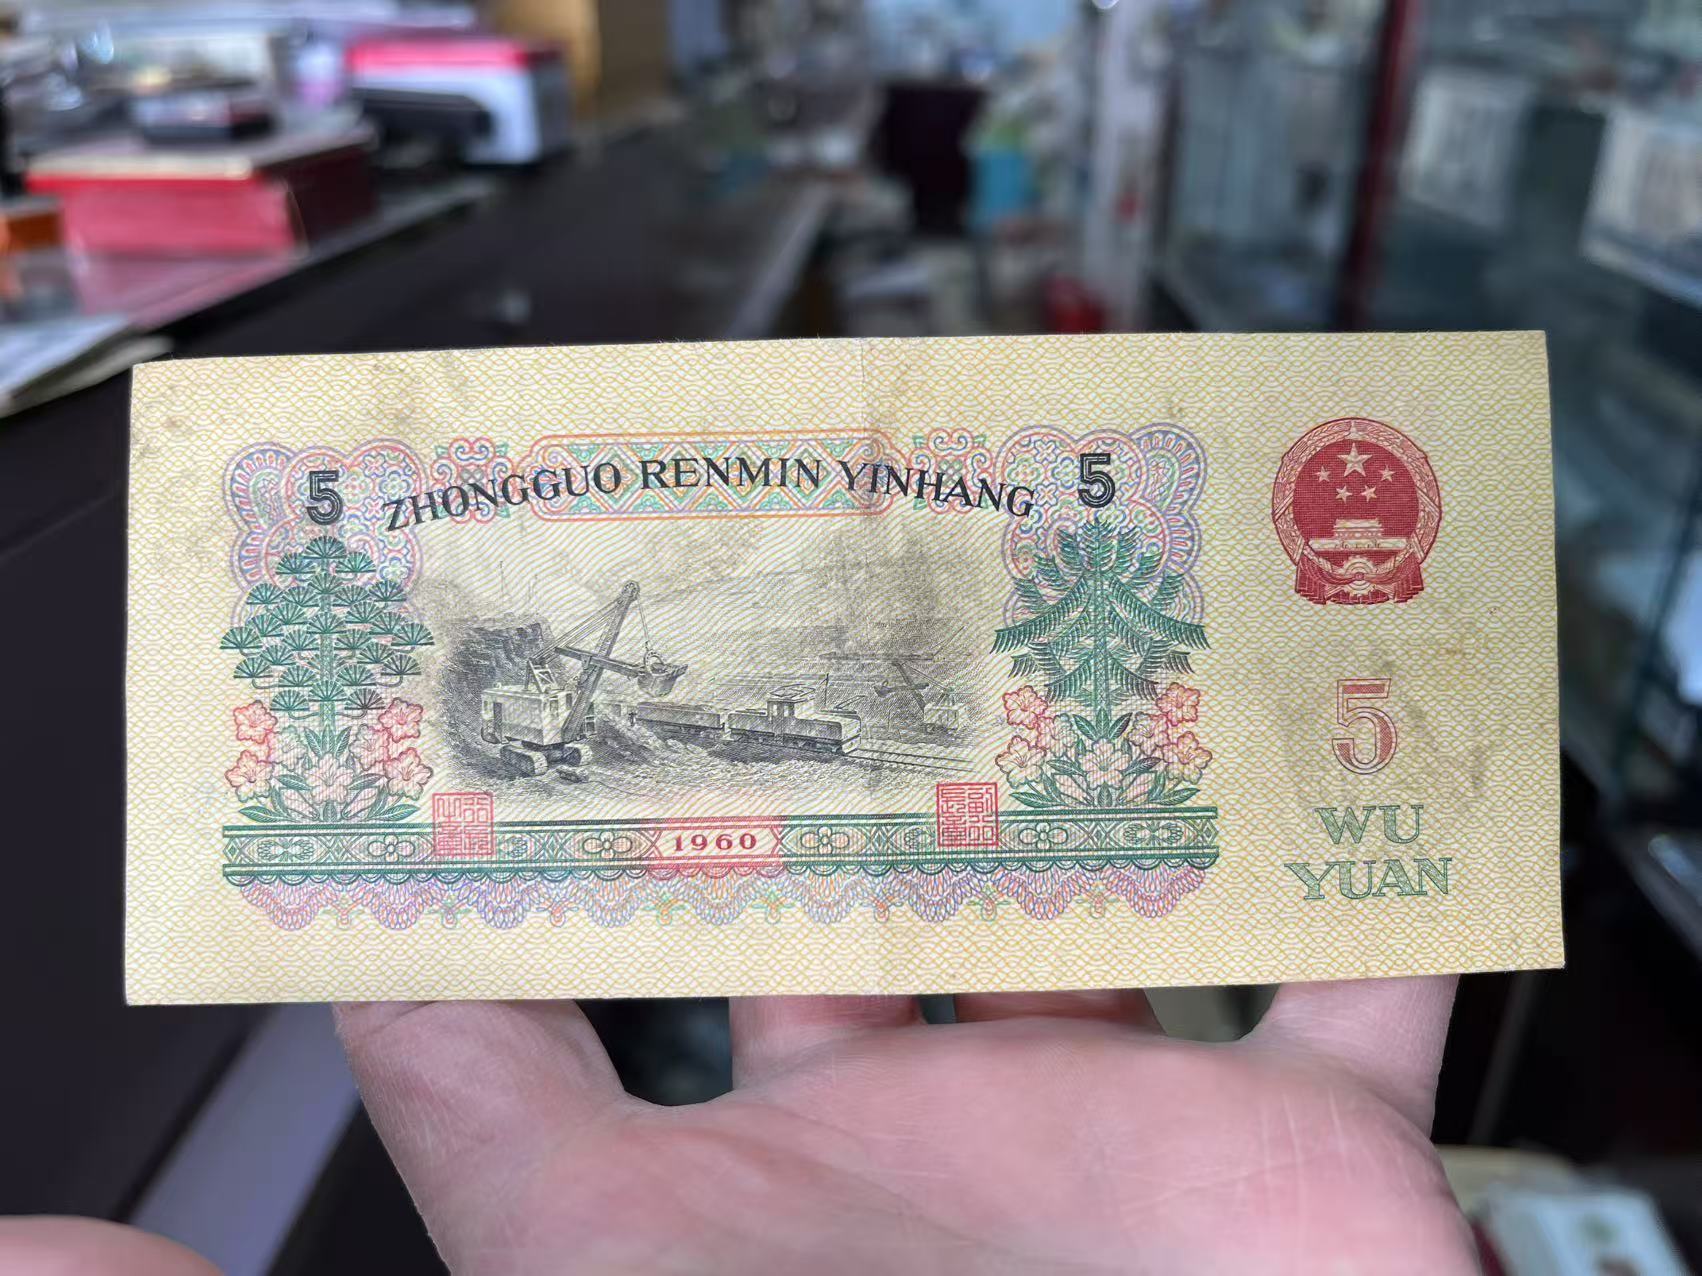 5 ZHONGGUO RENMIN YINHANG 5
5
WU
YUAN
1960